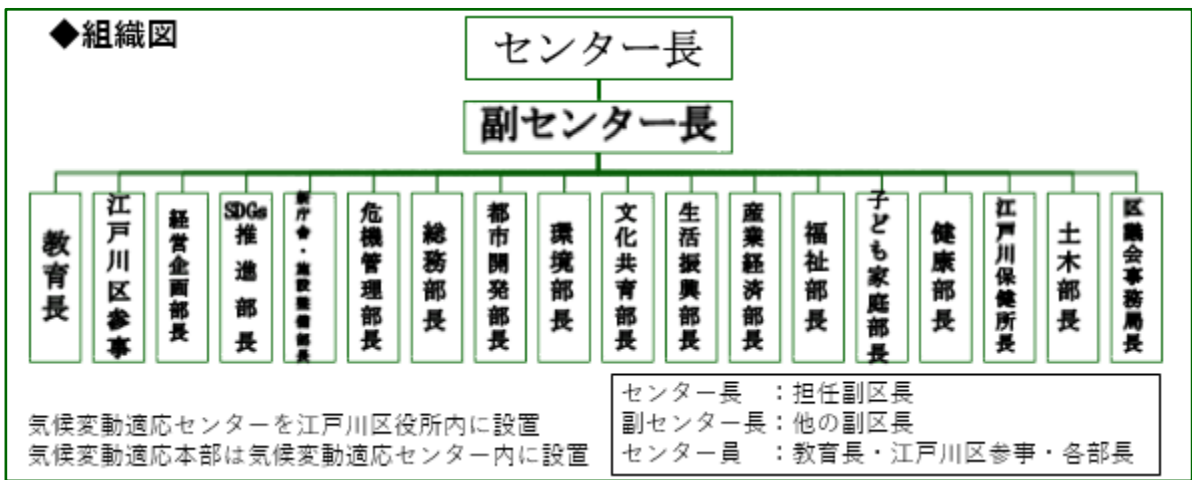 ◆組織図
センター長
副センター長
教育長
江戸川区参事
経営企画部長
SDGs推進部長
新庁舎・施設整備部長
危機管理部長
総務部長
都市開発部長
環境部長
文化共育部長
生活振興部長
産業経済部長
福祉部長
子ども家庭部長
健康部長
江戸川保健所長
土木部長
区議会事務局長
気候変動適応センターを江戸川区役所内に設置
気候変動適応本部は気候変動適応センター内に設置
センター長 ：担任副区長
副センター長：他の副区長
センター員 ：教育長・江戸川区参事・各部長